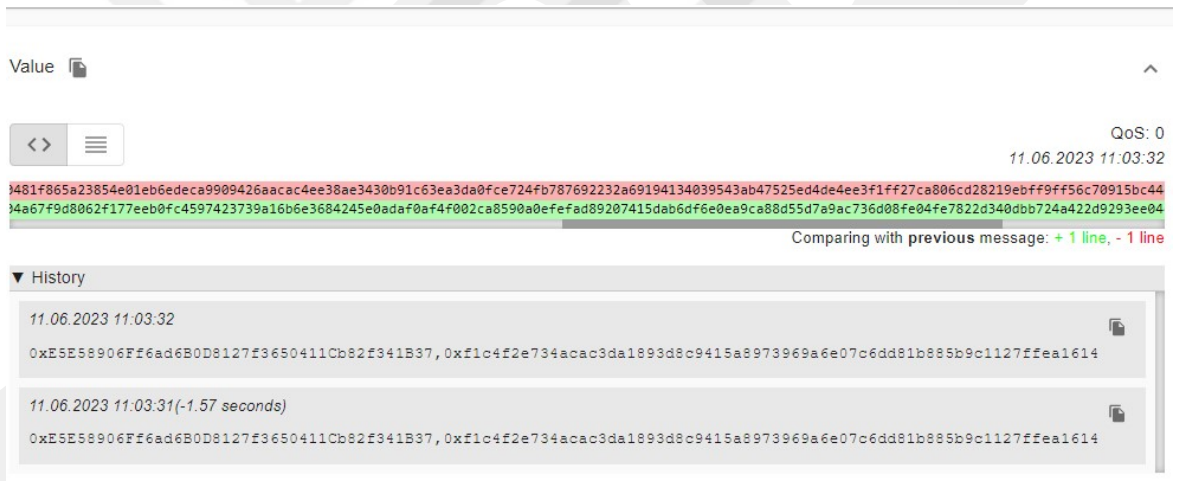 Value
QoS: 0
11.06.2023 11:03:32
0481f865a23854e01eb6edeca9909426aacac4ee38ae3430b91c63ea3da0fce724fb787692232a69194134039543ab47525ed4de4ee3f1ff27ca806cd28219ebff9ff56c70915bc44
04a67f9d8062f177eeb0fc4597423739a16b6e3684245e0adaf0af4f002ca8590a0efefad89207415dab6df6e0ea9ca88d55d7a9ac736d08fe04fe7822d340dbb724a422d9293ee04
Comparing with previous message: + 1 line, - 1 line
▼ History
11.06.2023 11:03:32
0xE5E58906Ff6ad6B0D8127f3650411Cb82f341B37,0xf1c4f2e734acac3da1893d8c9415a8973969a6e07c6dd81b885b9c1127ffea1614
11.06.2023 11:03:31(-1.57 seconds)
0xE5E58906Ff6ad6B0D8127f3650411Cb82f341B37,0xf1c4f2e734acac3da1893d8c9415a8973969a6e07c6dd81b885b9c1127ffea1614